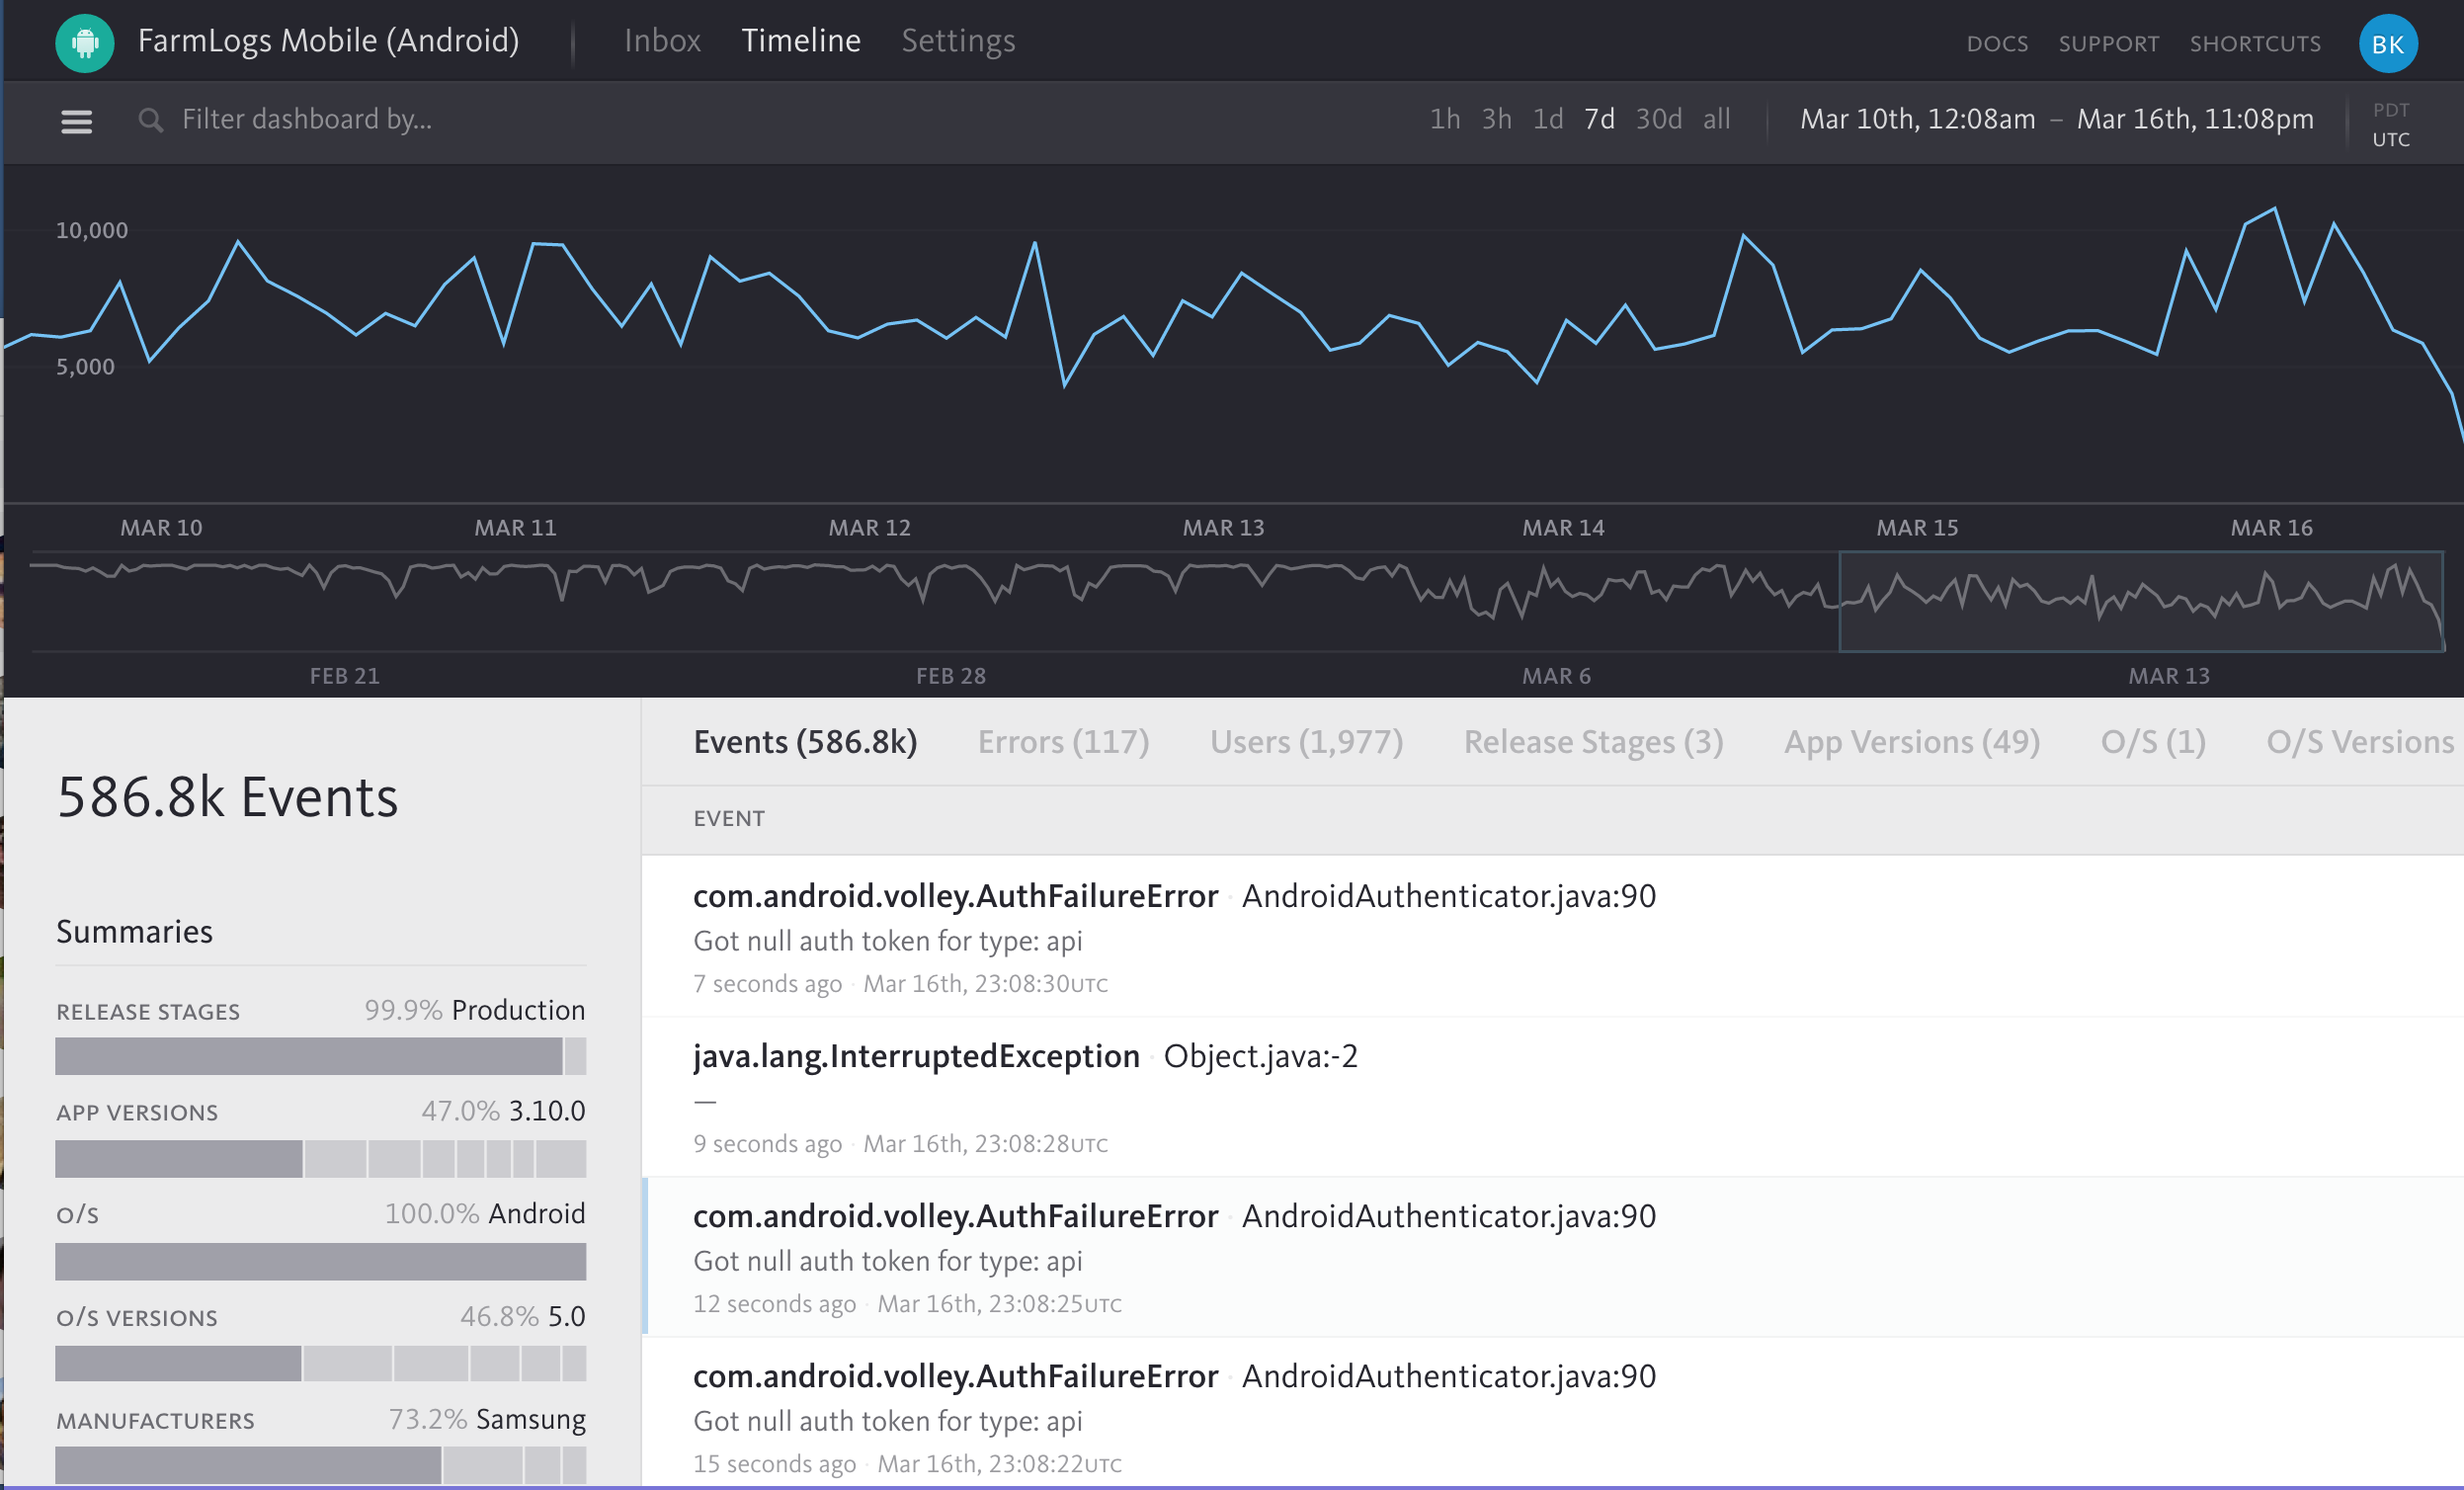 FarmLogs Mobile (Android) Inbox Timeline Settings DOCS SUPPORT SHORTCUTS BK
Filter dashboard by... 1h 3h 1d 7d 30d all Mar 10th, 12:08am – Mar 16th, 11:08pm PDT
UTC
10,000
5,000
MAR 10 MAR 11 MAR 12 MAR 13 MAR 14 MAR 15 MAR 16
FEB 21 FEB 28 MAR 6 MAR 13
586.8k Events
Summaries
RELEASE STAGES 99.9% Production
APP VERSIONS 47.0% 3.10.0
O/S 100.0% Android
O/S VERSIONS 46.8% 5.0
MANUFACTURERS 73.2% Samsung
Events (586.8k) Errors (117) Users (1,977) Release Stages (3) App Versions (49) O/S (1) O/S Versions
EVENT
com.android.volley.AuthFailureError · AndroidAuthenticator.java:90
Got null auth token for type: api
7 seconds ago · Mar 16th, 23:08:30UTC
java.lang.InterruptedException · Object.java:-2
—
9 seconds ago · Mar 16th, 23:08:28UTC
com.android.volley.AuthFailureError · AndroidAuthenticator.java:90
Got null auth token for type: api
12 seconds ago · Mar 16th, 23:08:25UTC
com.android.volley.AuthFailureError · AndroidAuthenticator.java:90
Got null auth token for type: api
15 seconds ago · Mar 16th, 23:08:22UTC